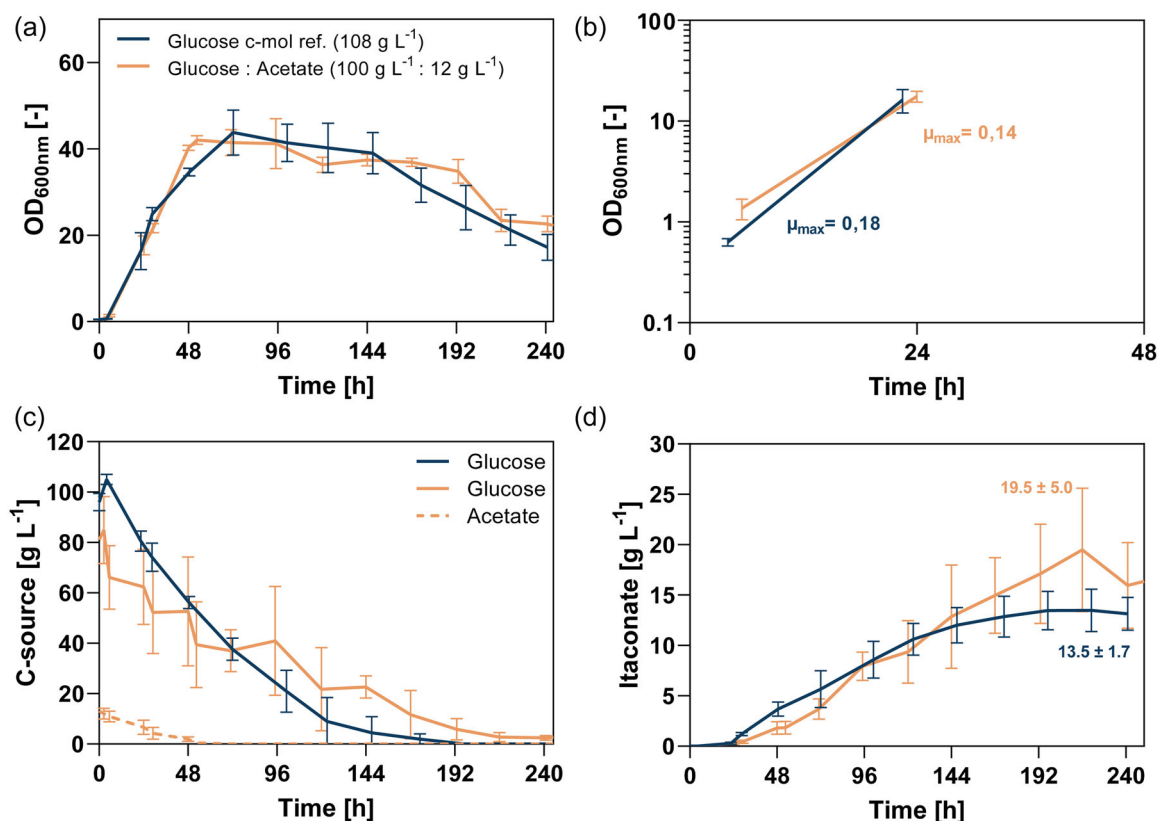 (a)
Glucose c-mol ref. (108 g L⁻¹)
Glucose : Acetate (100 g L⁻¹ : 12 g L⁻¹)
OD600nm [-]
60
40
20
0
0 48 96 144 192 240
Time [h]
(b)
OD600nm [-]
100
10
1
0.1
μmax= 0,14
μmax= 0,18
0 24 48
Time [h]
(c)
C-source [g L⁻¹]
120
100
80
60
40
20
0
Glucose
Glucose
Acetate
0 48 96 144 192 240
Time [h]
(d)
Itaconate [g L⁻¹]
30
25
20
15
10
5
0
19.5 ± 5.0
13.5 ± 1.7
0 48 96 144 192 240
Time [h]